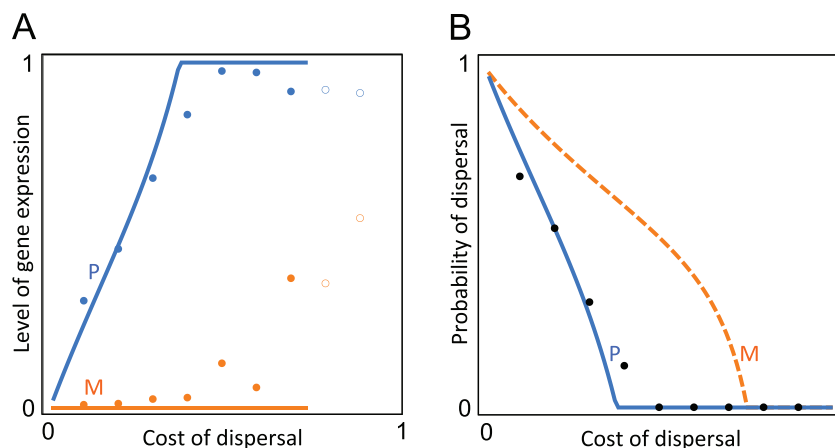 A
1
Level of gene expression
P
M
0
0
Cost of dispersal
1
B
1
Probability of dispersal
P
M
0
0
Cost of dispersal